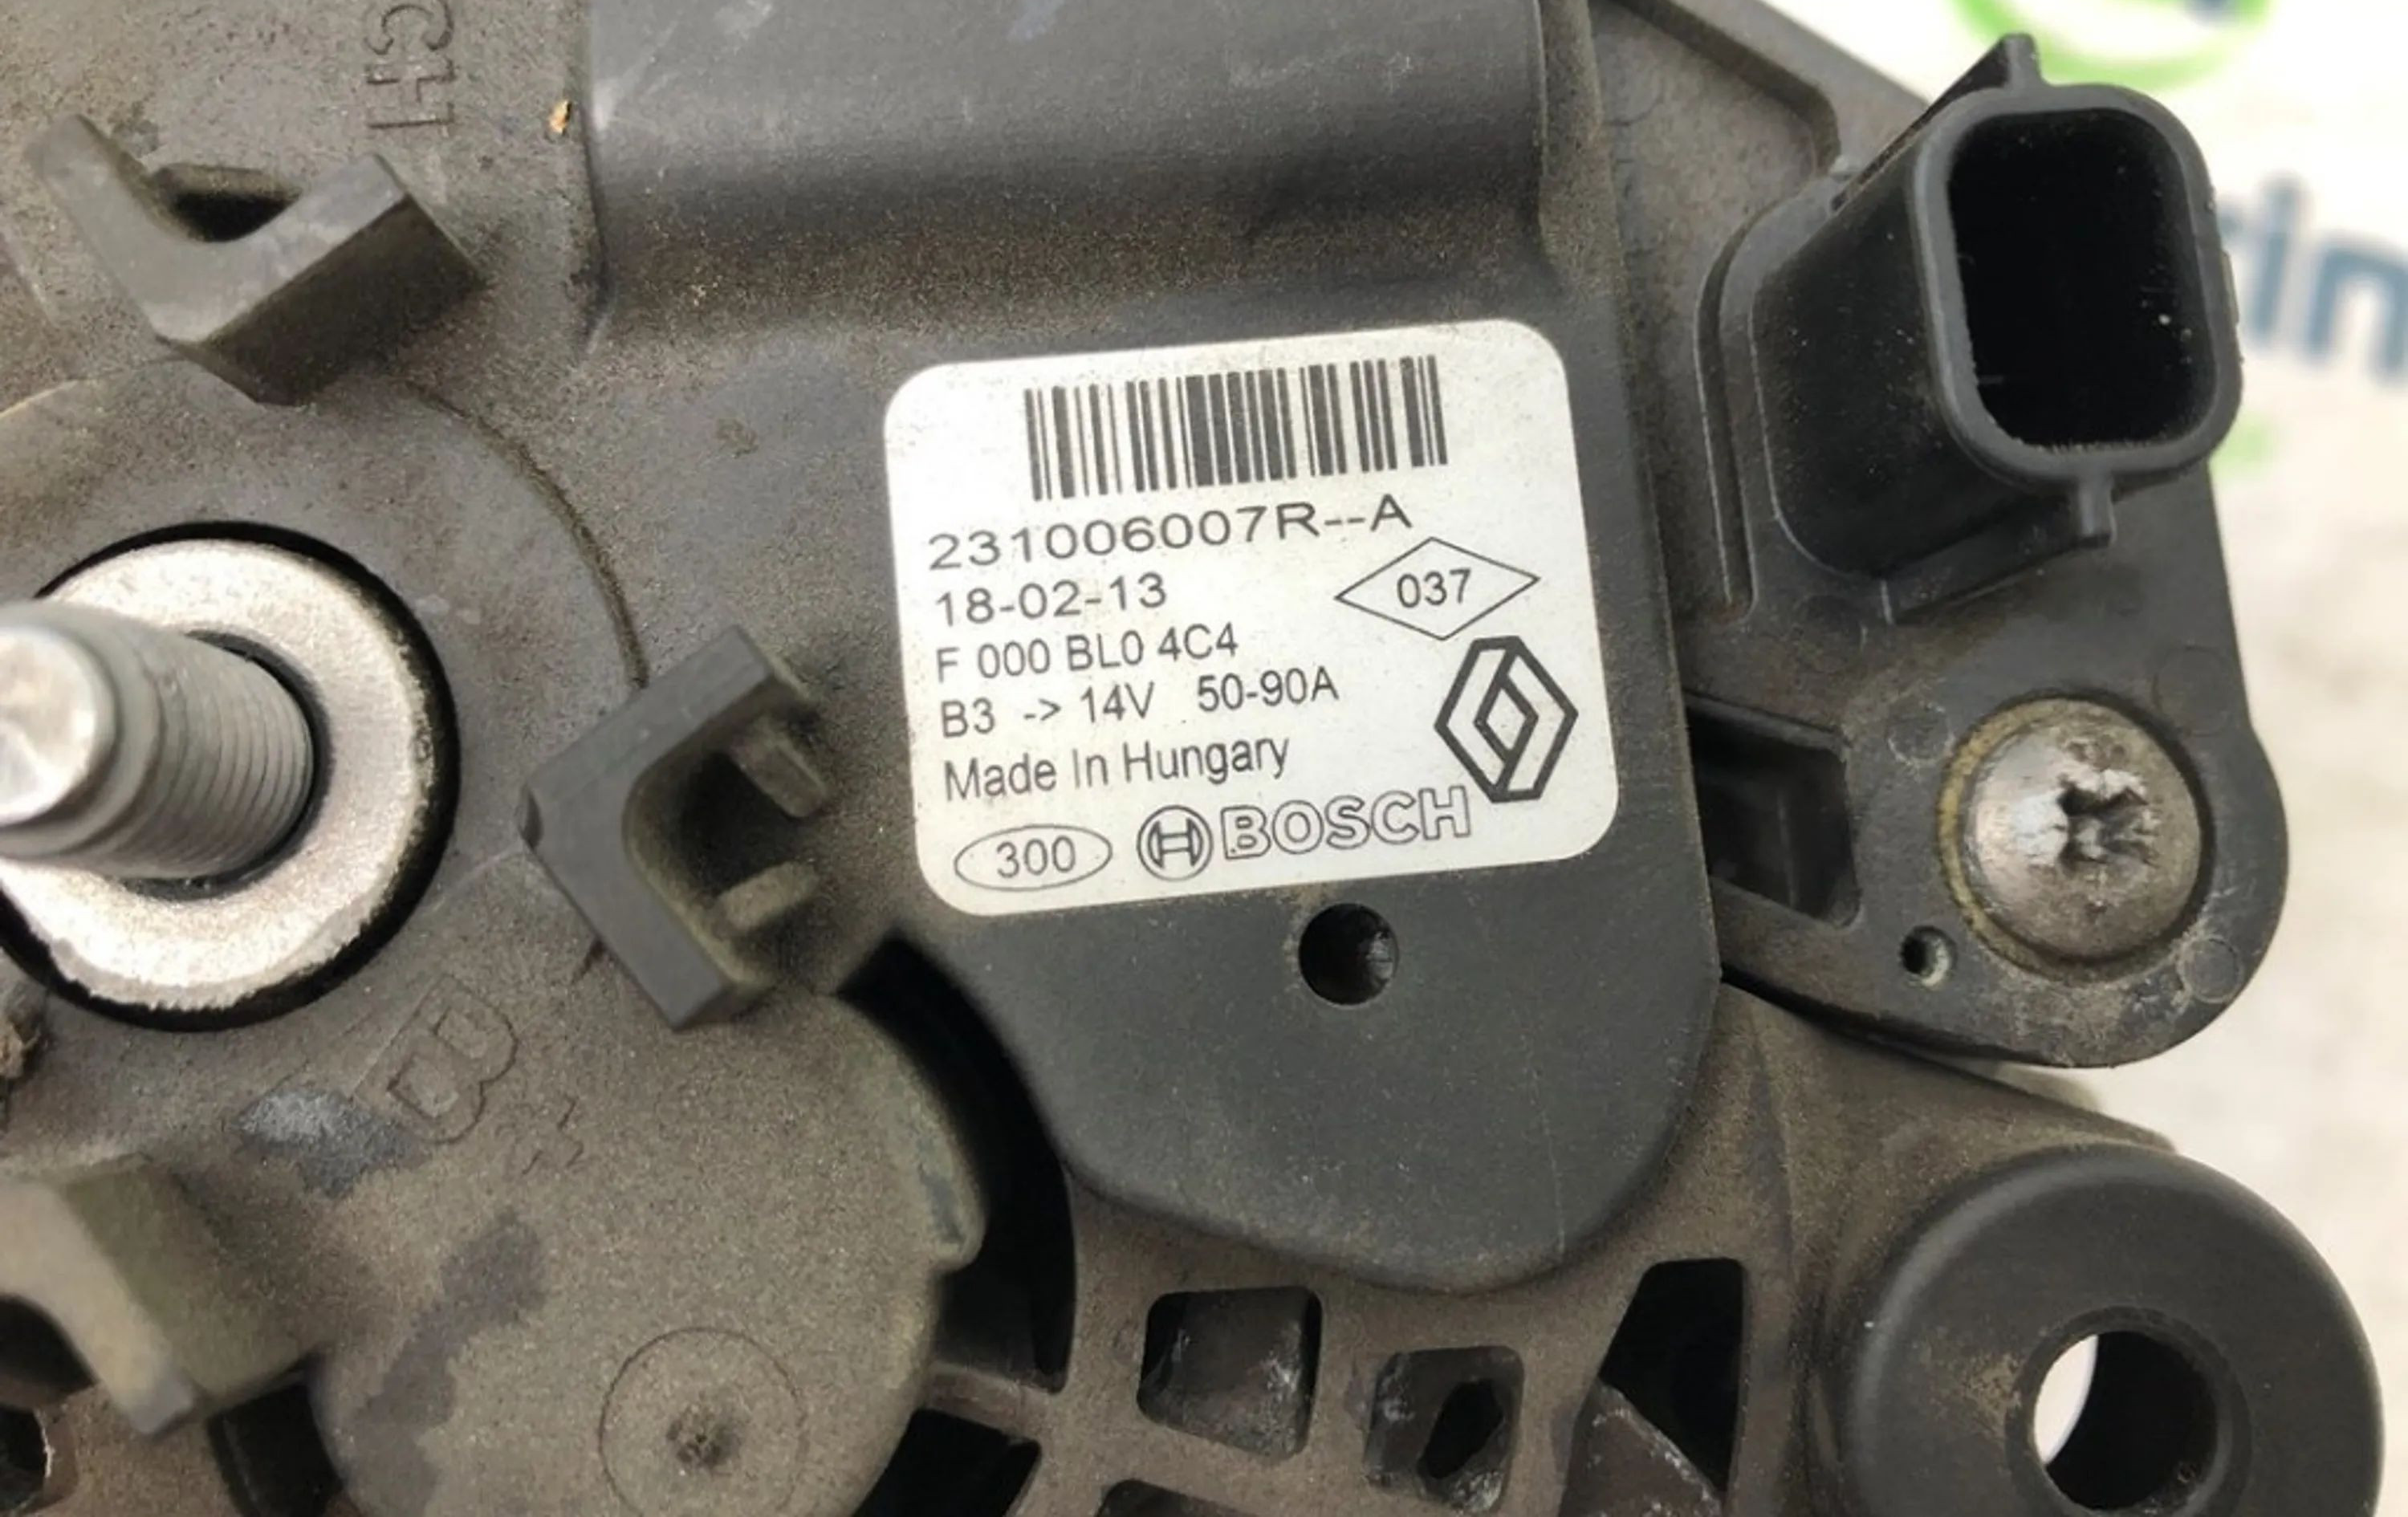 231006007R--A
18-02-13
037
F 000 BL0 4C4
B3 -> 14V 50-90A
Made In Hungary
300 BOSCH
B+